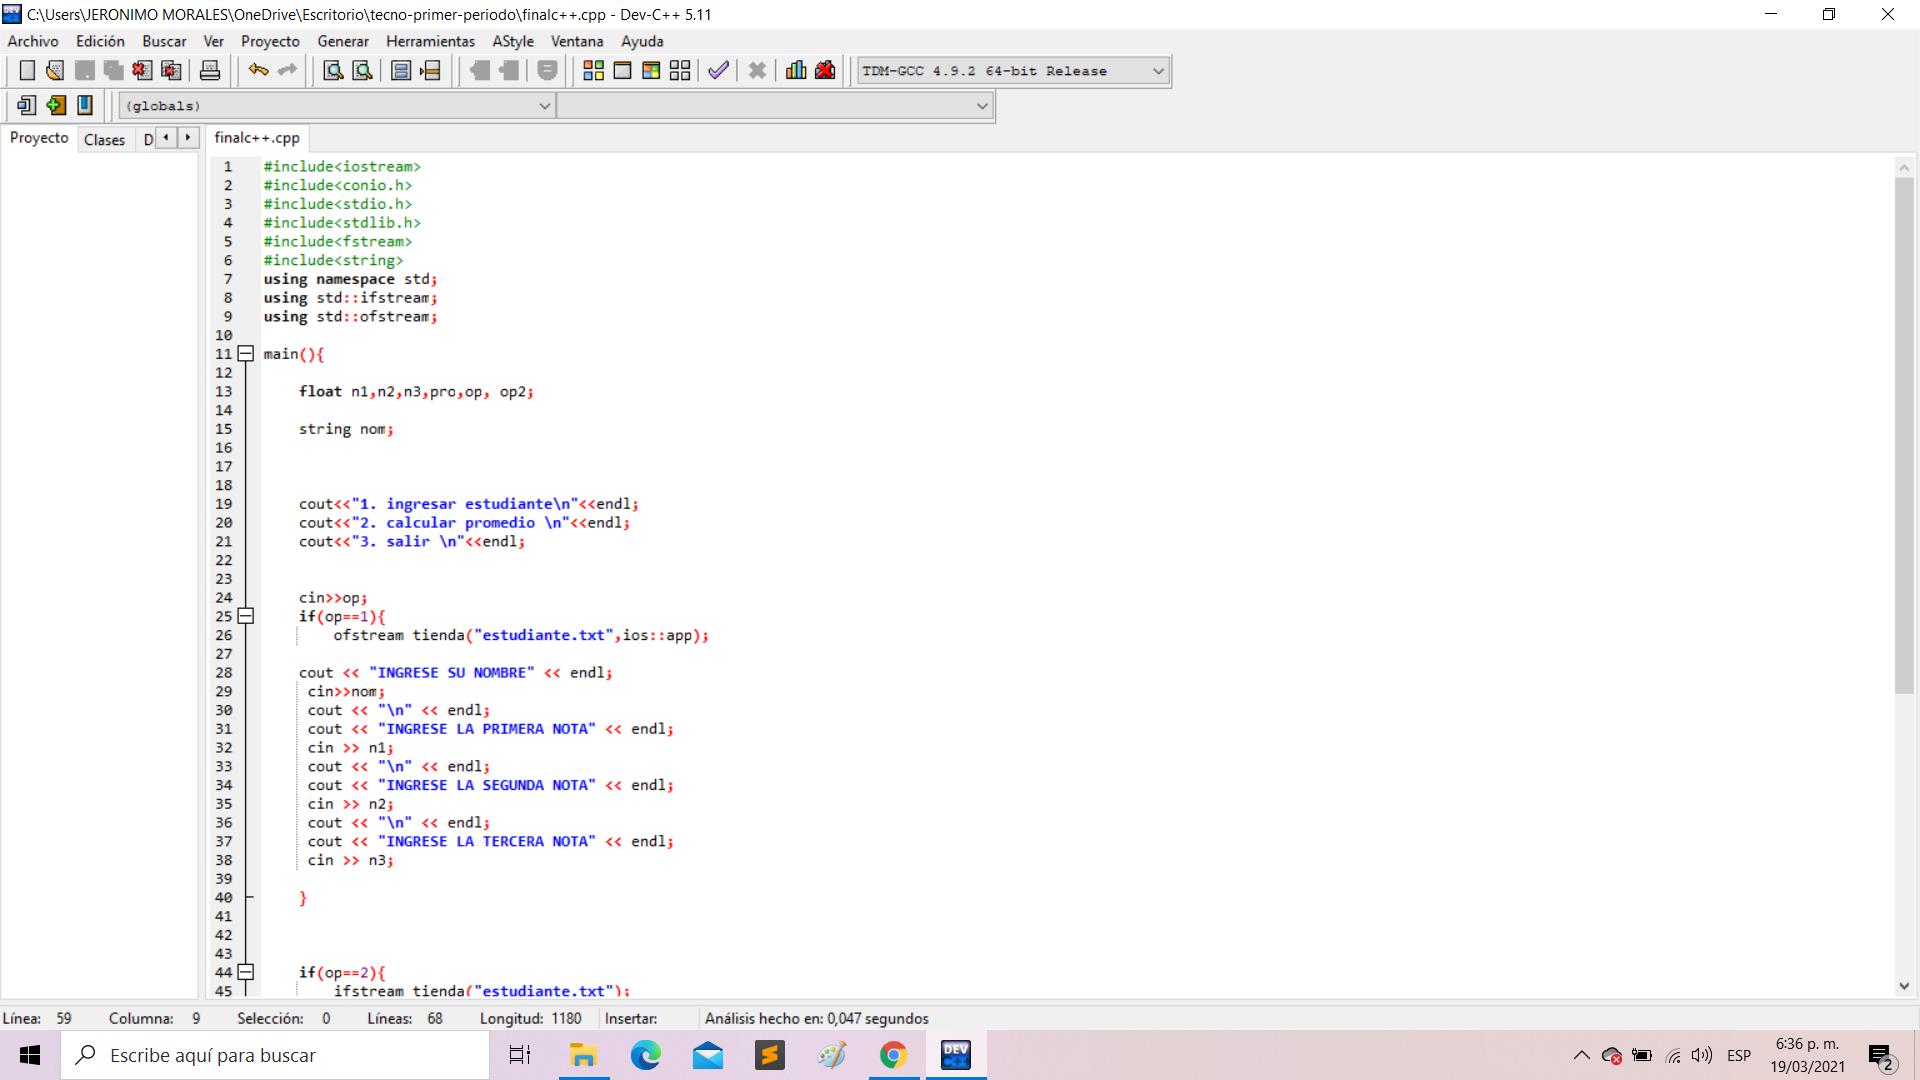 C:\Users\JERONIMO MORALES\OneDrive\Escritorio\tecno-primer-periodo\finalc++.cpp - Dev-C++ 5.11
Archivo Edición Buscar Ver Proyecto Generar Herramientas AStyle Ventana Ayuda
TDM-GCC 4.9.2 64-bit Release
(globals)
Proyecto Clases D finalc++.cpp
1 #include<iostream>
2 #include<conio.h>
3 #include<stdio.h>
4 #include<stdlib.h>
5 #include<fstream>
6 #include<string>
7 using namespace std;
8 using std::ifstream;
9 using std::ofstream;
10
11 main(){
12
13 float n1,n2,n3,pro,op, op2;
14
15 string nom;
16
17
18
19 cout<<"1. ingresar estudiante\n"<<endl;
20 cout<<"2. calcular promedio \n"<<endl;
21 cout<<"3. salir \n"<<endl;
22
23
24 cin>>op;
25 if(op==1){
26 ofstream tienda("estudiante.txt",ios::app);
27
28 cout << "INGRESE SU NOMBRE" << endl;
29 cin>>nom;
30 cout << "\n" << endl;
31 cout << "INGRESE LA PRIMERA NOTA" << endl;
32 cin >> n1;
33 cout << "\n" << endl;
34 cout << "INGRESE LA SEGUNDA NOTA" << endl;
35 cin >> n2;
36 cout << "\n" << endl;
37 cout << "INGRESE LA TERCERA NOTA" << endl;
38 cin >> n3;
39
40 }
41
42
43
44 if(op==2){
45 ifstream tienda("estudiante.txt");
Línea: 59 Columna: 9 Selección: 0 Líneas: 68 Longitud: 1180 Insertar: Análisis hecho en: 0,047 segundos
Escribe aquí para buscar
DEV C++
ESP
6:36 p. m.
19/03/2021
2